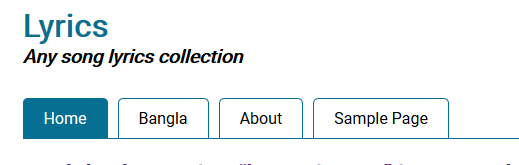 Lyrics
Any song lyrics collection
Home Bangla About Sample Page